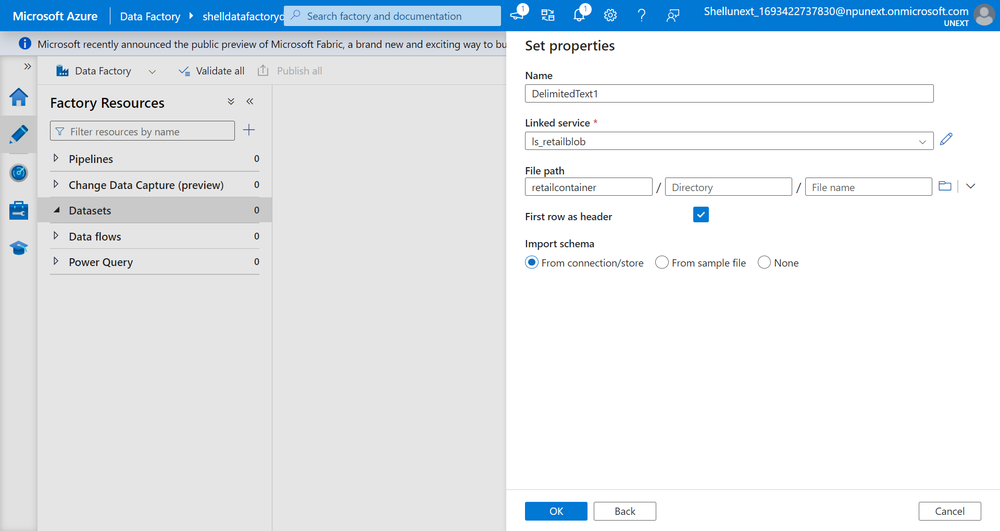 Microsoft Azure
Data Factory
shelldatafactoryc
Search factory and documentation
1
1
Shellunext_1693422737830@npunext.onmicrosoft.com
UNEXT
Microsoft recently announced the public preview of Microsoft Fabric, a brand new and exciting way to bu
Data Factory
Validate all
Publish all
Factory Resources
Filter resources by name
Pipelines 0
Change Data Capture (preview) 0
Datasets 0
Data flows 0
Power Query 0
Set properties
Name
DelimitedText1
Linked service *
ls_retailblob
File path
retailcontainer / Directory / File name
First row as header
Import schema
From connection/store From sample file None
OK Back Cancel